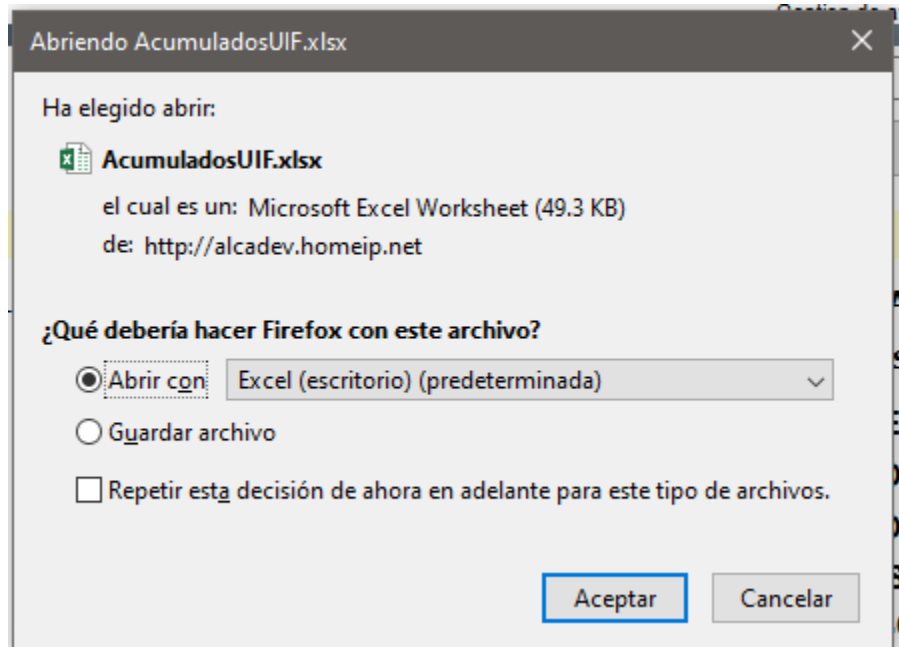 Abriendo AcumuladosUIF.xlsx
Ha elegido abrir:
AcumuladosUIF.xlsx
el cual es un: Microsoft Excel Worksheet (49.3 KB)
de: http://alcadev.homeip.net
¿Qué debería hacer Firefox con este archivo?
Abrir con Excel (escritorio) (predeterminada)
Guardar archivo
Repetir esta decisión de ahora en adelante para este tipo de archivos.
Aceptar Cancelar